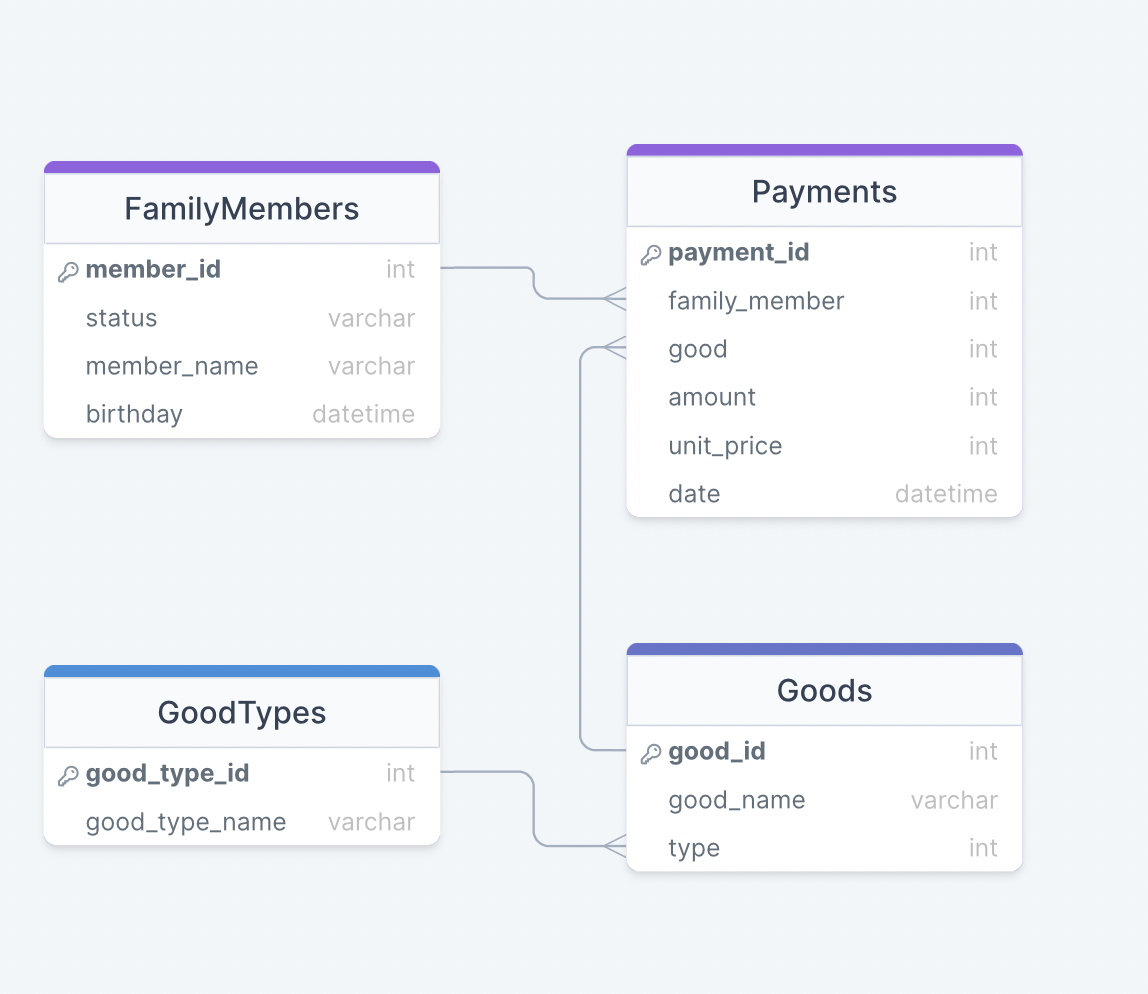 FamilyMembers
member_id int
status varchar
member_name varchar
birthday datetime
Payments
payment_id int
family_member int
good int
amount int
unit_price int
date datetime
GoodTypes
good_type_id int
good_type_name varchar
Goods
good_id int
good_name varchar
type int